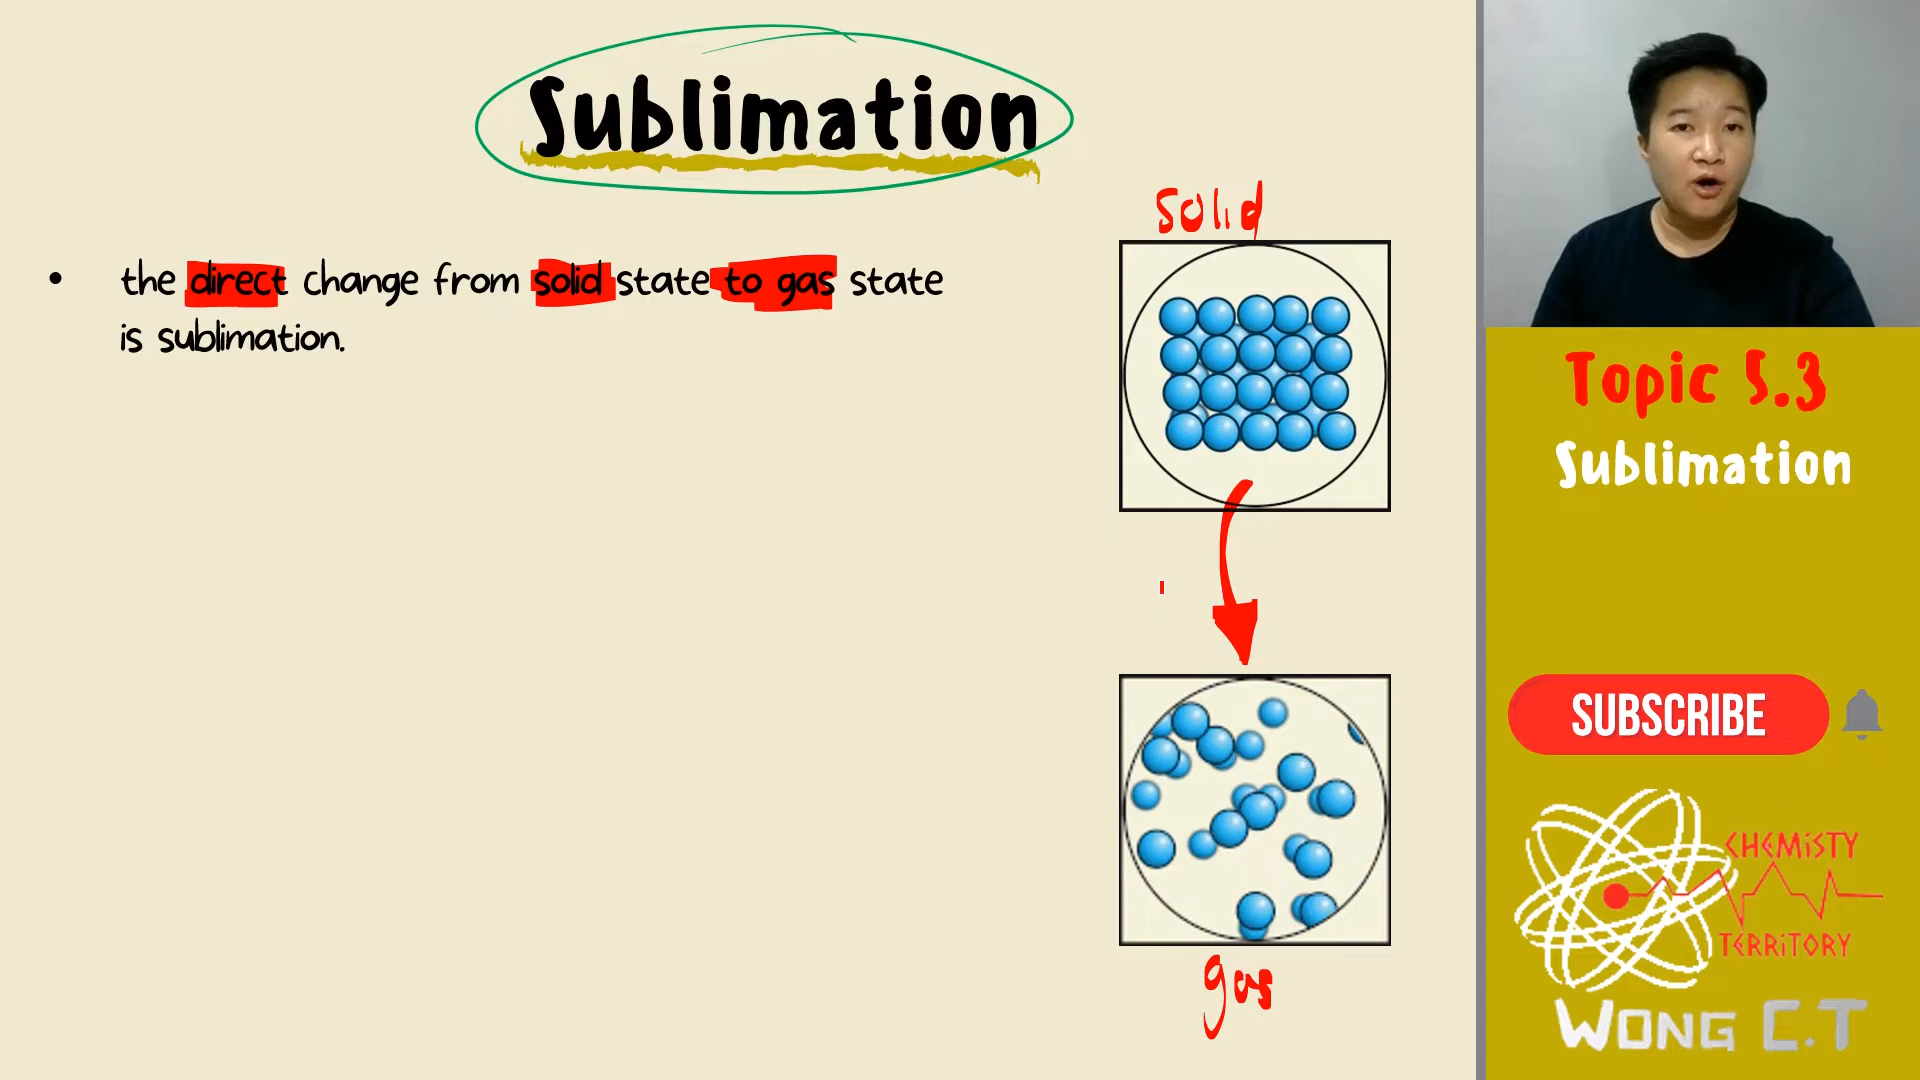 Sublimation
• the direct change from solid state to gas state
is sublimation.
solid
gas
Topic 5.3
Sublimation
SUBSCRIBE
CHEMiSTY
TERRiTORY
WONG C.T